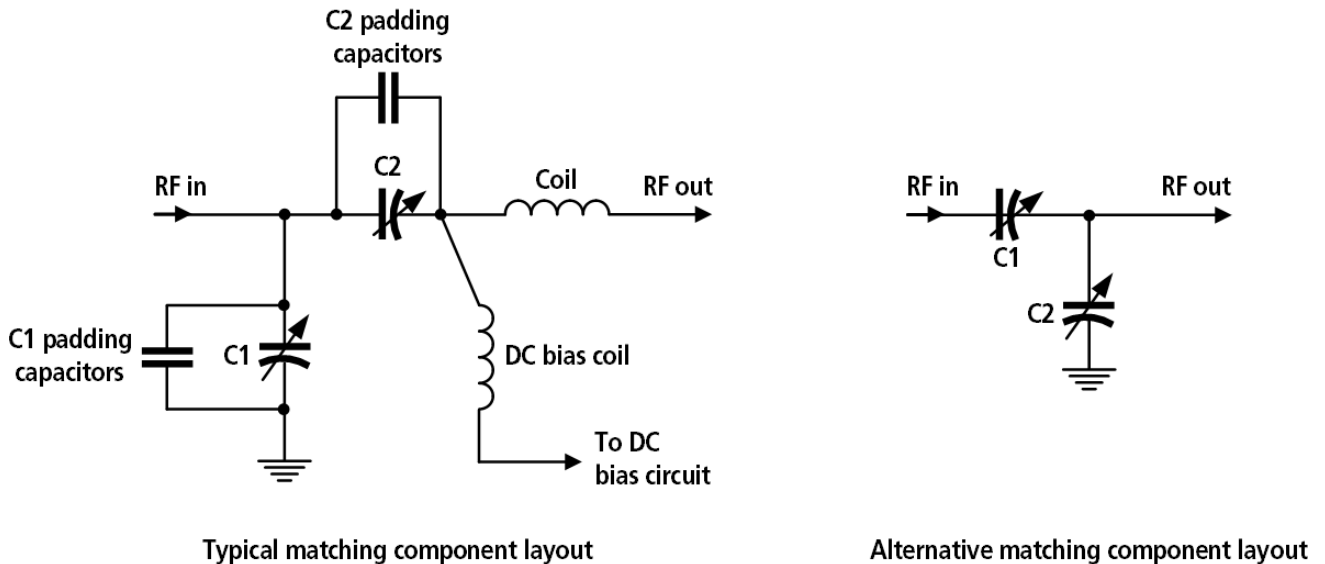 C2 padding
capacitors
C2
RF in
Coil
RF out
C1 padding
capacitors
C1
DC bias coil
To DC
bias circuit
Typical matching component layout
RF in
RF out
C1
C2
Alternative matching component layout